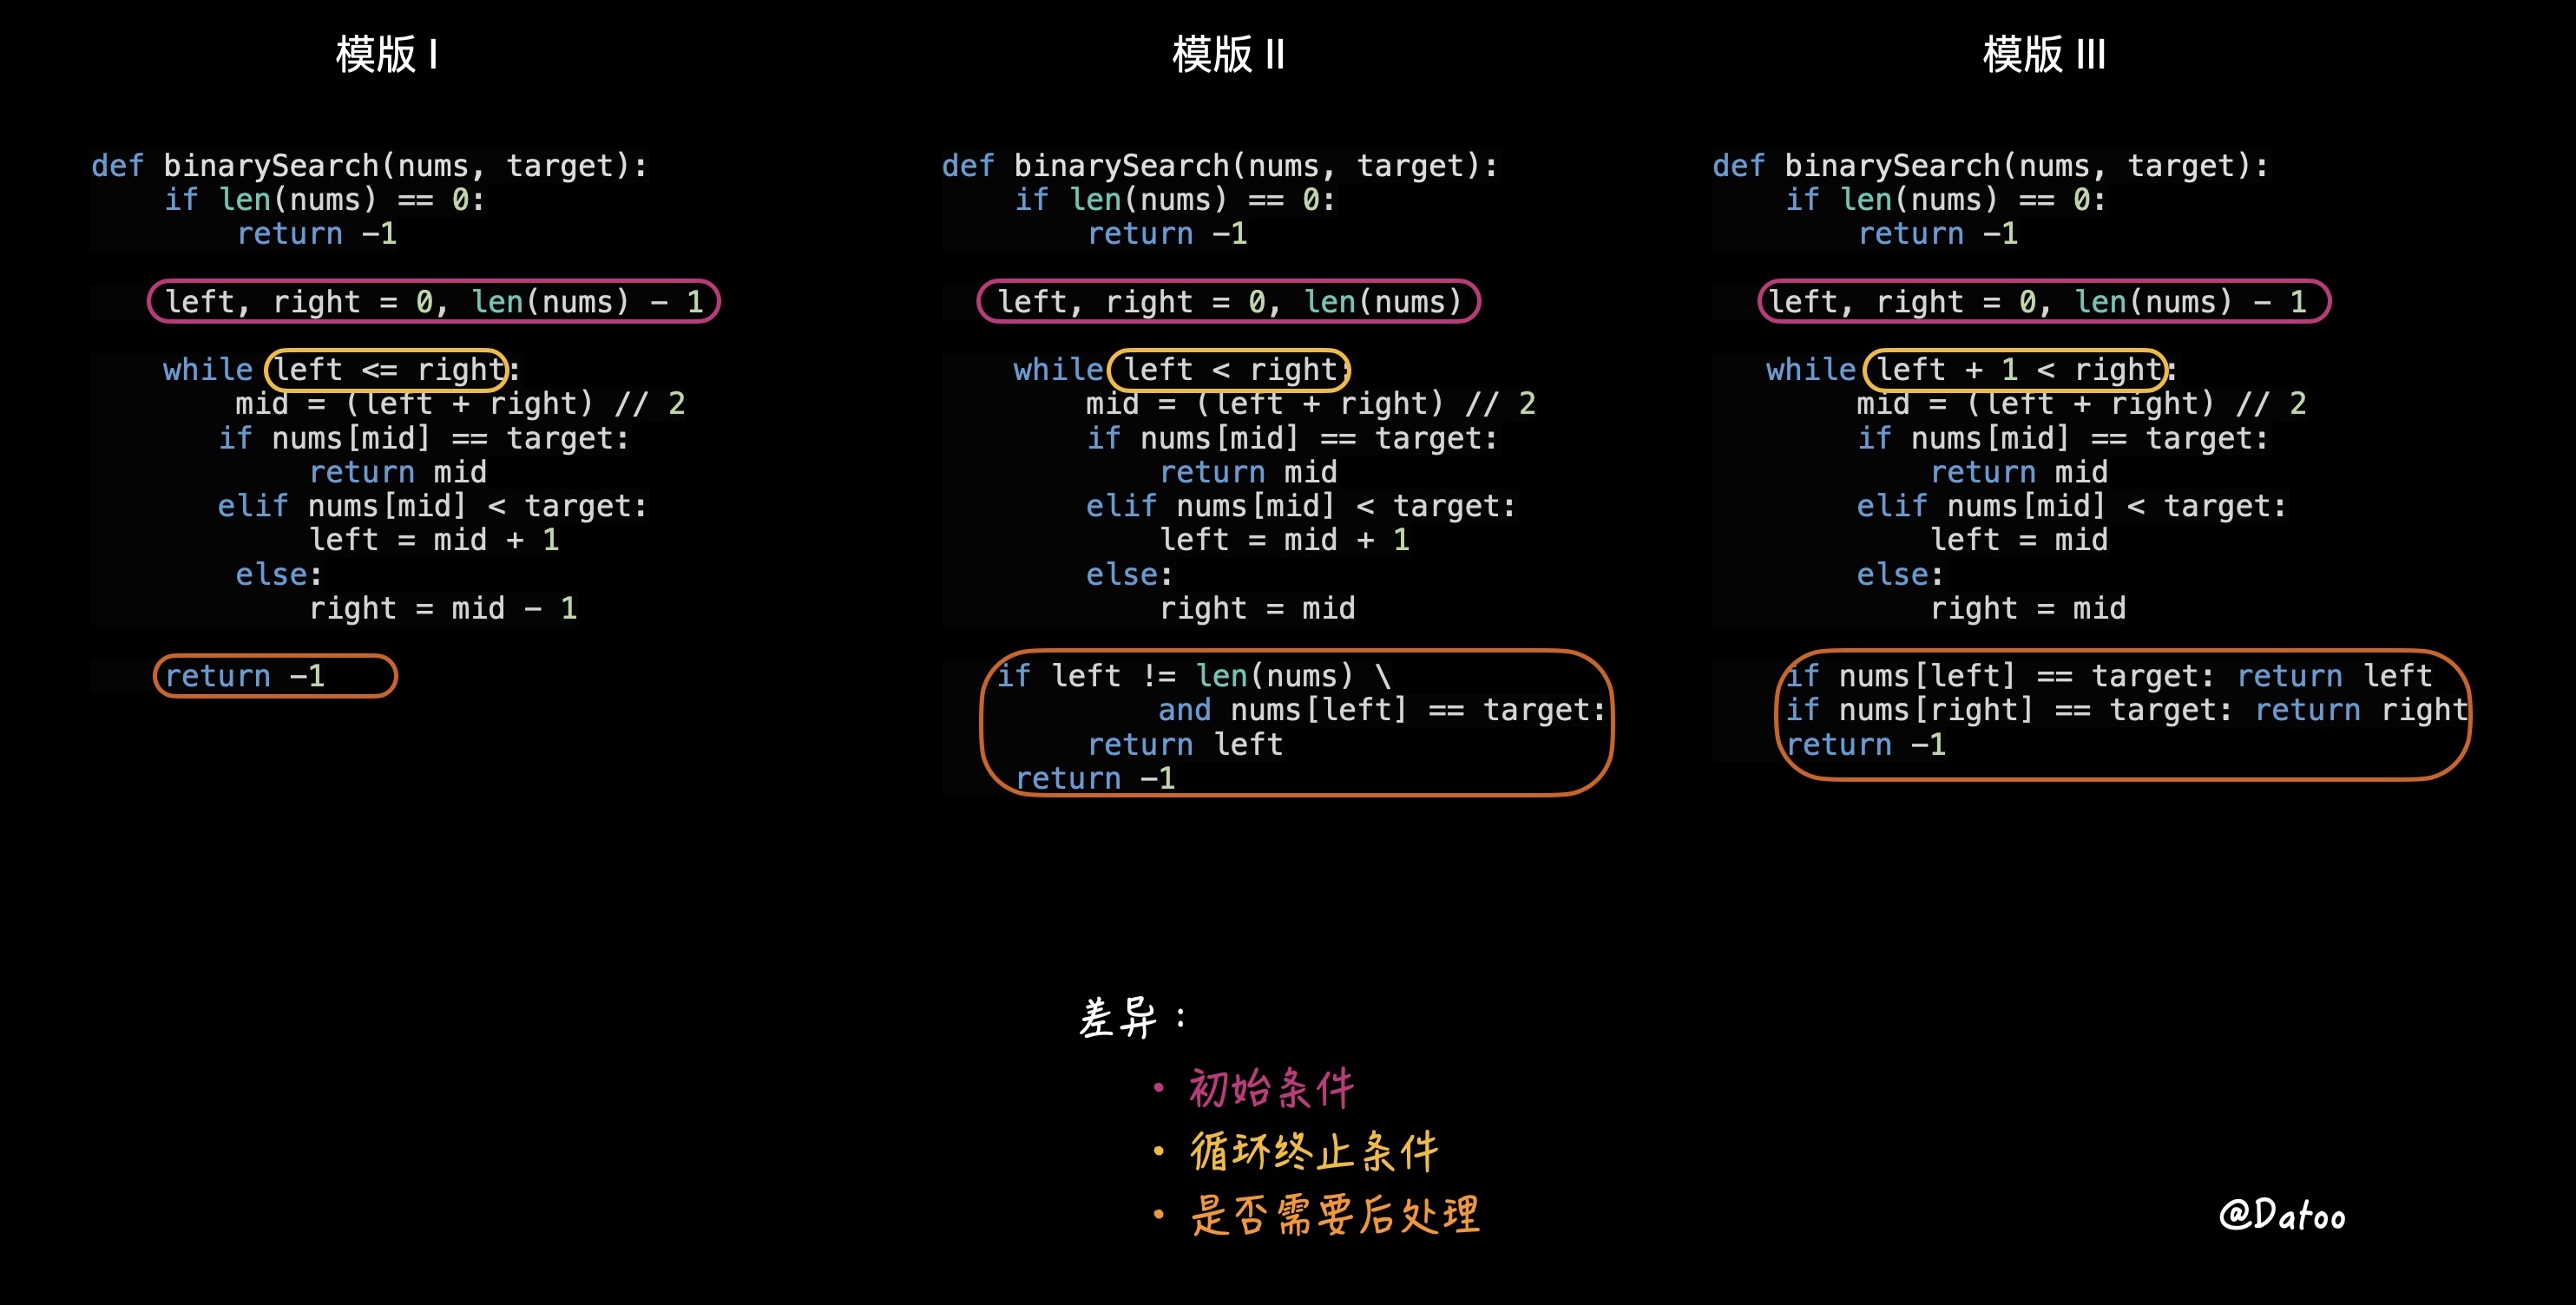 模版 I
def binarySearch(nums, target):
    if len(nums) == 0:
        return -1
    left, right = 0, len(nums) - 1
    while left <= right:
        mid = (left + right) // 2
       if nums[mid] == target:
            return mid
       elif nums[mid] < target:
            left = mid + 1
        else:
            right = mid - 1
    return -1
模版 II
def binarySearch(nums, target):
    if len(nums) == 0:
        return -1
   left, right = 0, len(nums)
    while left < right:
        mid = (left + right) // 2
        if nums[mid] == target:
            return mid
        elif nums[mid] < target:
            left = mid + 1
        else:
            right = mid
   if left != len(nums) \
            and nums[left] == target:
        return left
    return -1
模版 III
def binarySearch(nums, target):
    if len(nums) == 0:
        return -1
   left, right = 0, len(nums) - 1
   while left + 1 < right:
        mid = (left + right) // 2
        if nums[mid] == target:
            return mid
        elif nums[mid] < target:
            left = mid
        else:
            right = mid
    if nums[left] == target: return left
    if nums[right] == target: return right
    return -1
差异：
• 初始条件
• 循环终止条件
• 是否需要后处理
@Datoo